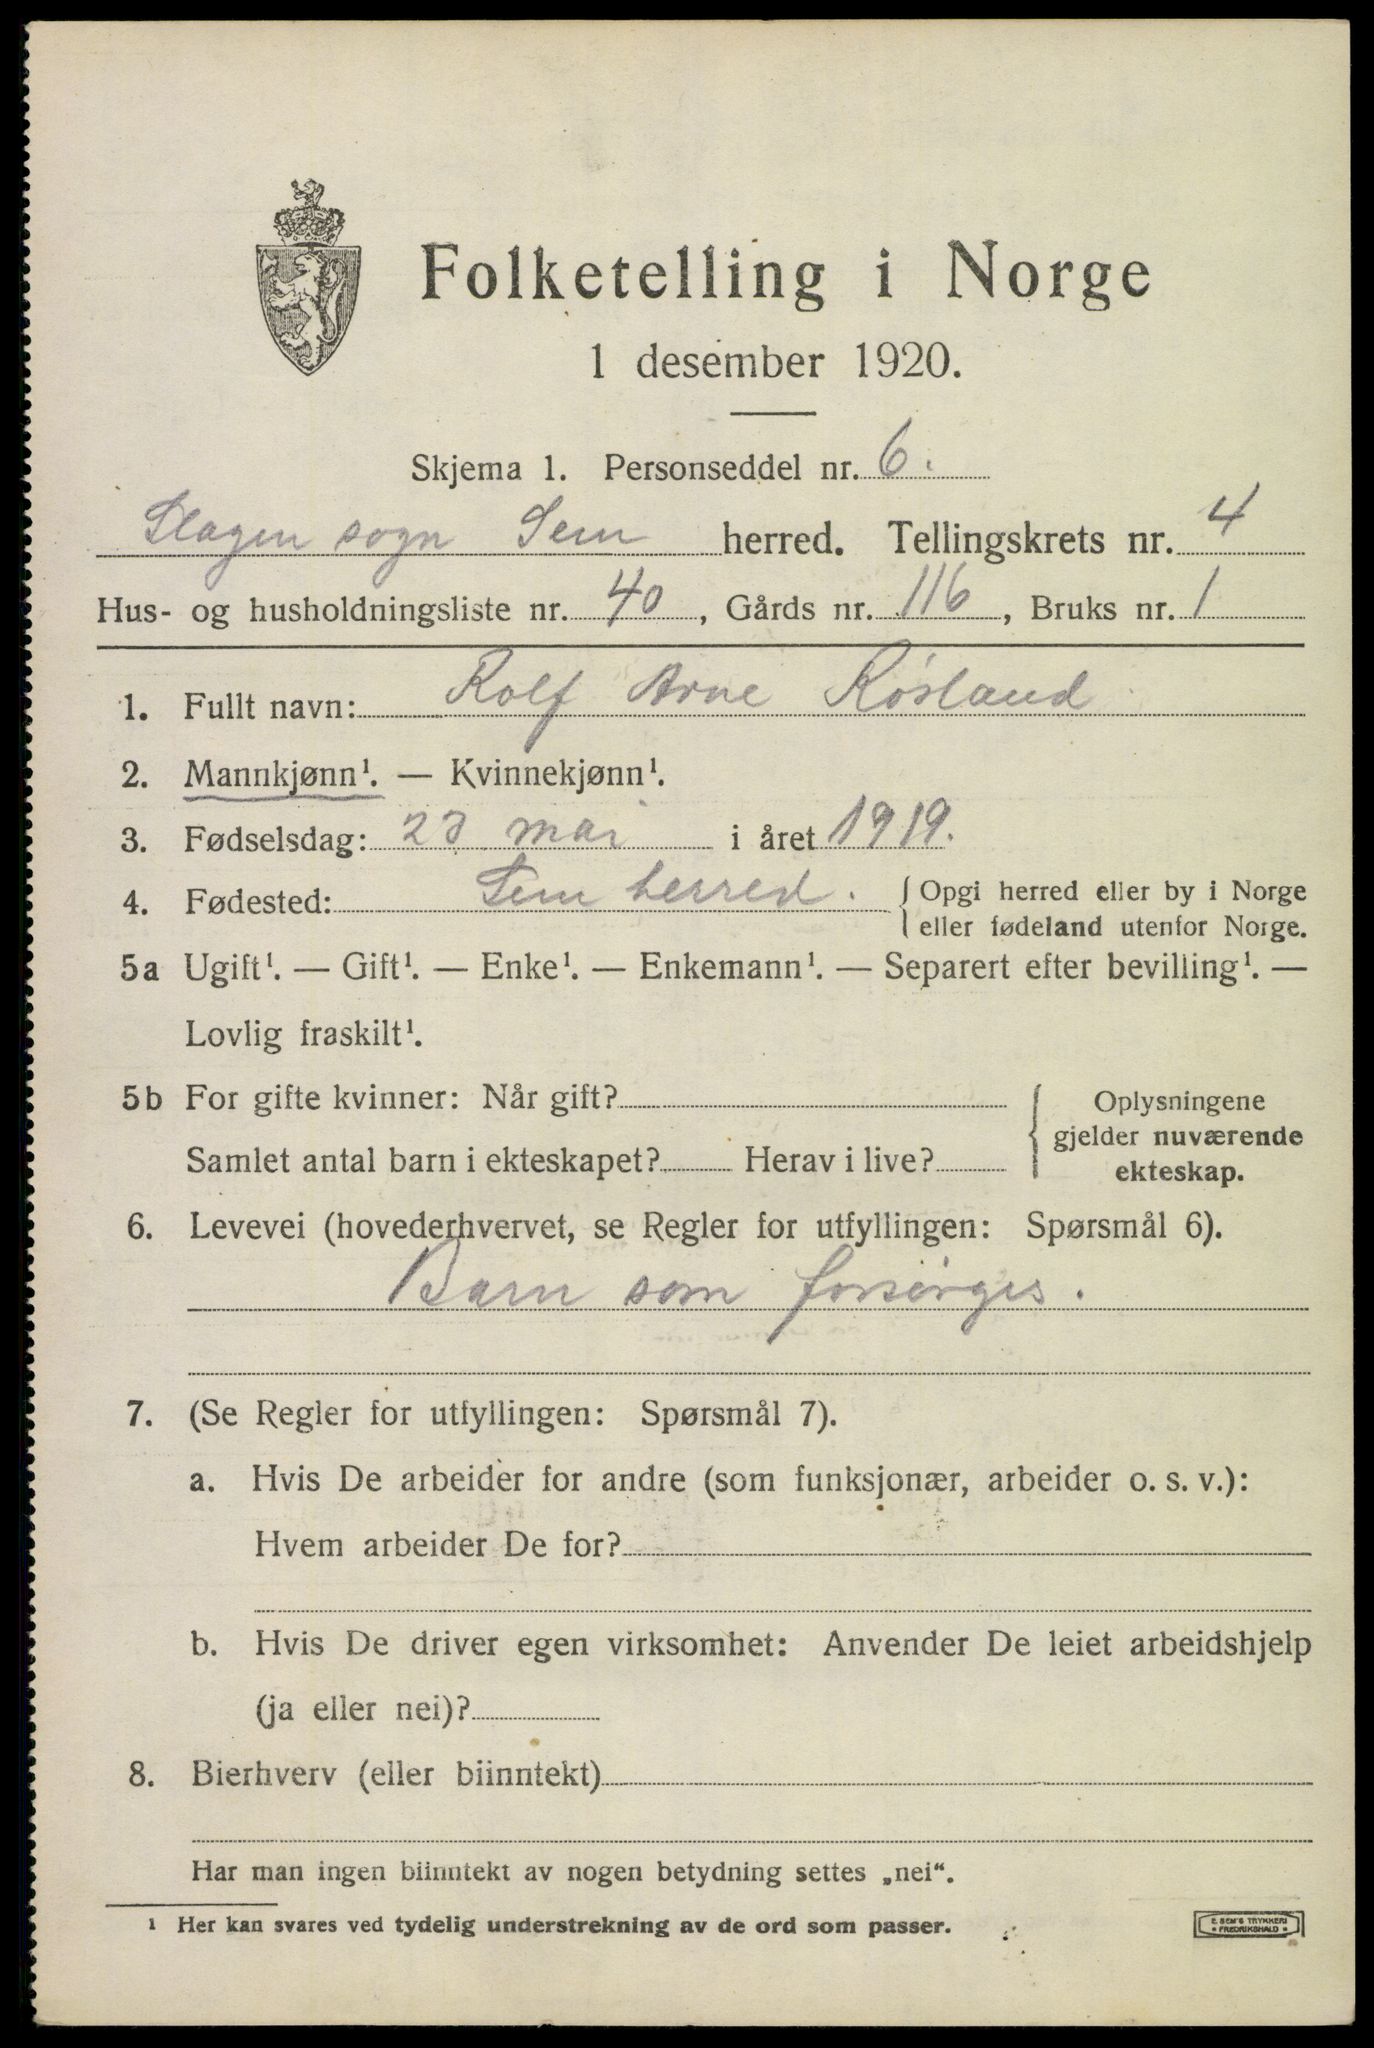 Folketelling i Norge
1 desember 1920.
Skjema 1. Personseddel nr. 6.
Slagen sogn Sem herred. Tellingskrets nr. 4
Hus- og husholdningsliste nr. 40, Gårds nr. 116, Bruks nr. 1
1. Fullt navn: Rolf Arne Røsland
2. Mannkjønn¹. — Kvinnekjønn¹.
3. Fødselsdag: 23 mai i året 1919.
4. Fødested: Sem herred. { Opgi herred eller by i Norge
eller fødeland utenfor Norge.
5a Ugift¹. — Gift¹. — Enke¹. — Enkemann¹. — Separert efter bevilling¹. —
Lovlig fraskilt¹.
5b For gifte kvinner: Når gift? { Oplysningene
gjelder nuværende
Samlet antal barn i ekteskapet? Herav i live?
ekteskap.
6. Levevei (hovederhvervet, se Regler for utfyllingen: Spørsmål 6).
Barn som forsørges.
7. (Se Regler for utfyllingen: Spørsmål 7).
a. Hvis De arbeider for andre (som funksjonær, arbeider o. s. v.):
Hvem arbeider De for?
b. Hvis De driver egen virksomhet: Anvender De leiet arbeidshjelp
(ja eller nei)?
8. Bierhverv (eller biinntekt)
Har man ingen biinntekt av nogen betydning settes „nei“.
¹ Her kan svares ved tydelig understrekning av de ord som passer.
E. SEM'S TRYKKERI
* FREDRIKSHALD *